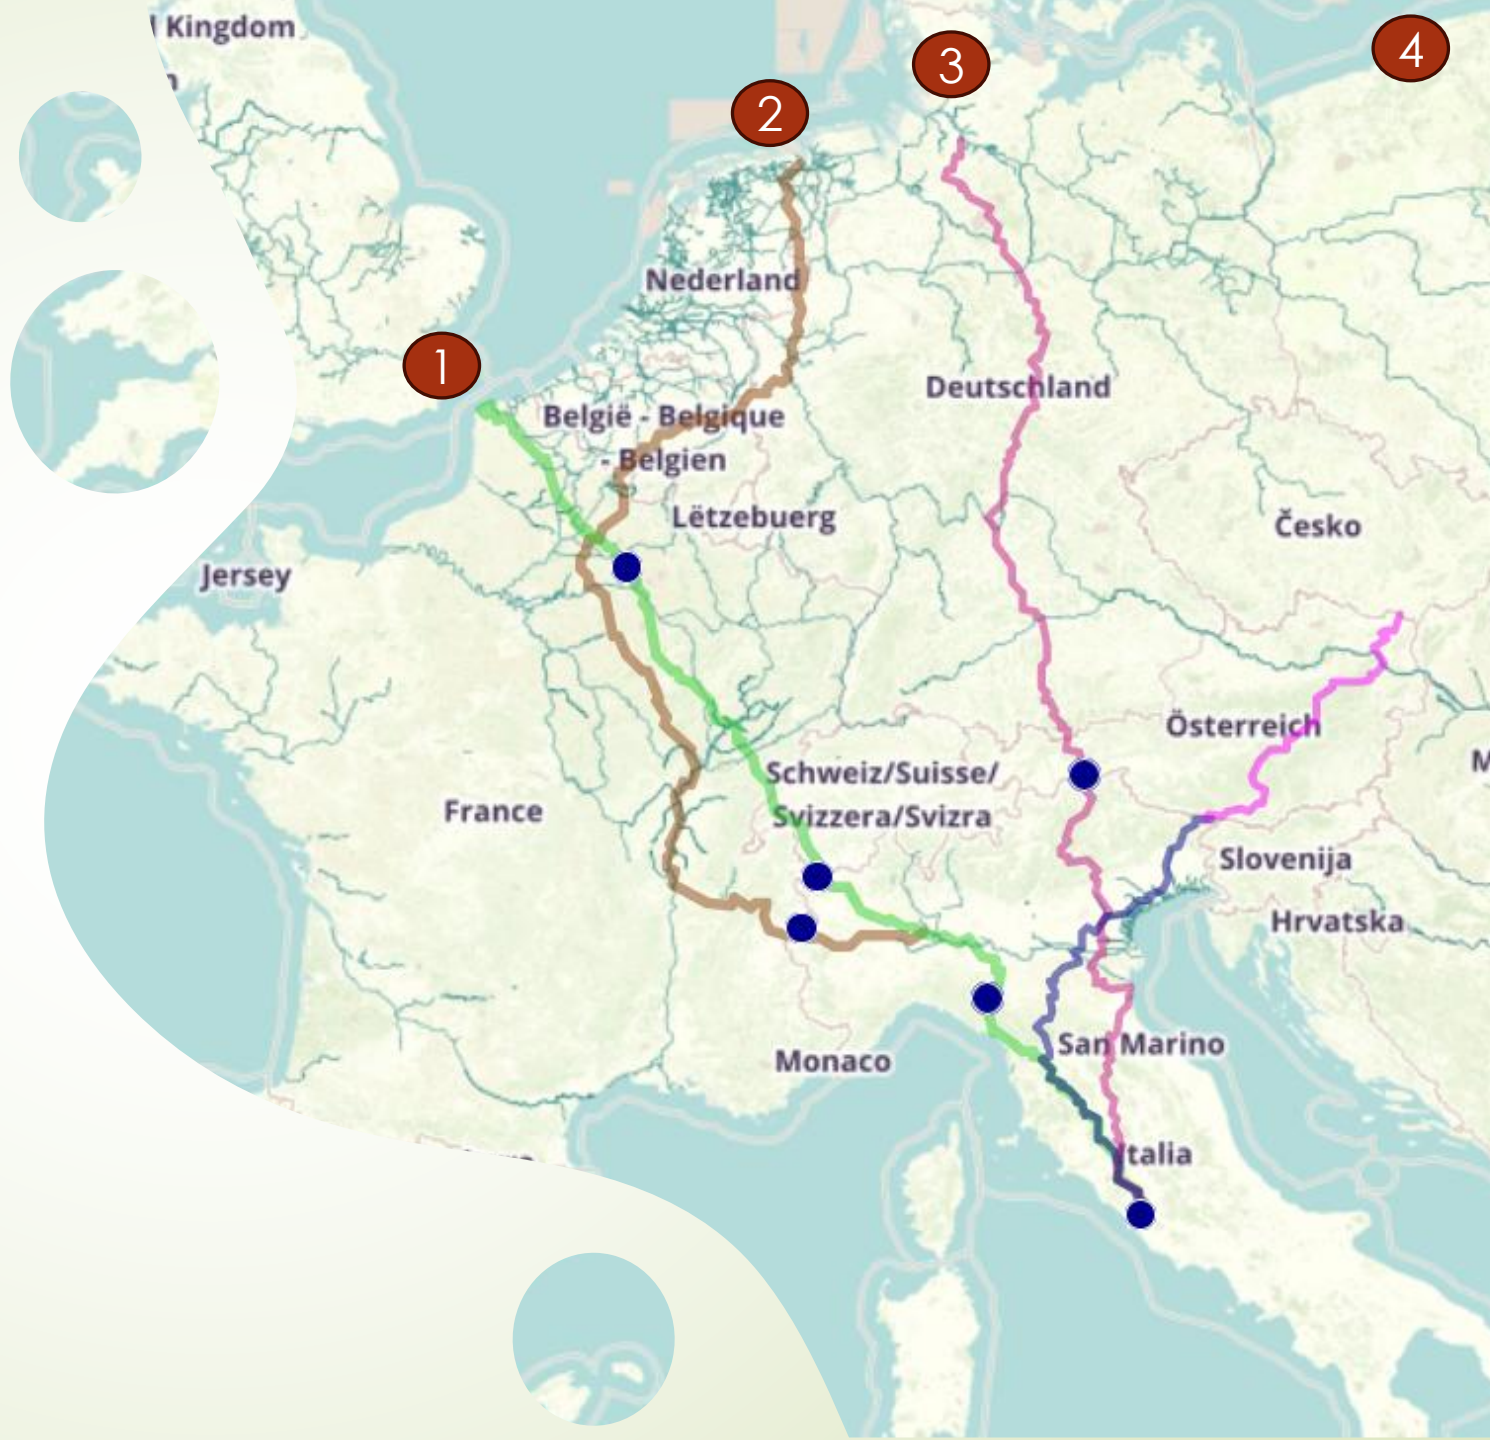 Kingdom
4
3
2
Nederland
1
Deutschland
België - Belgique
- Belgien
Lëtzebuerg
Česko
Jersey
Österreich
Schweiz/Suisse/
Svizzera/Svizra
France
Slovenija
Hrvatska
San Marino
Monaco
Italia